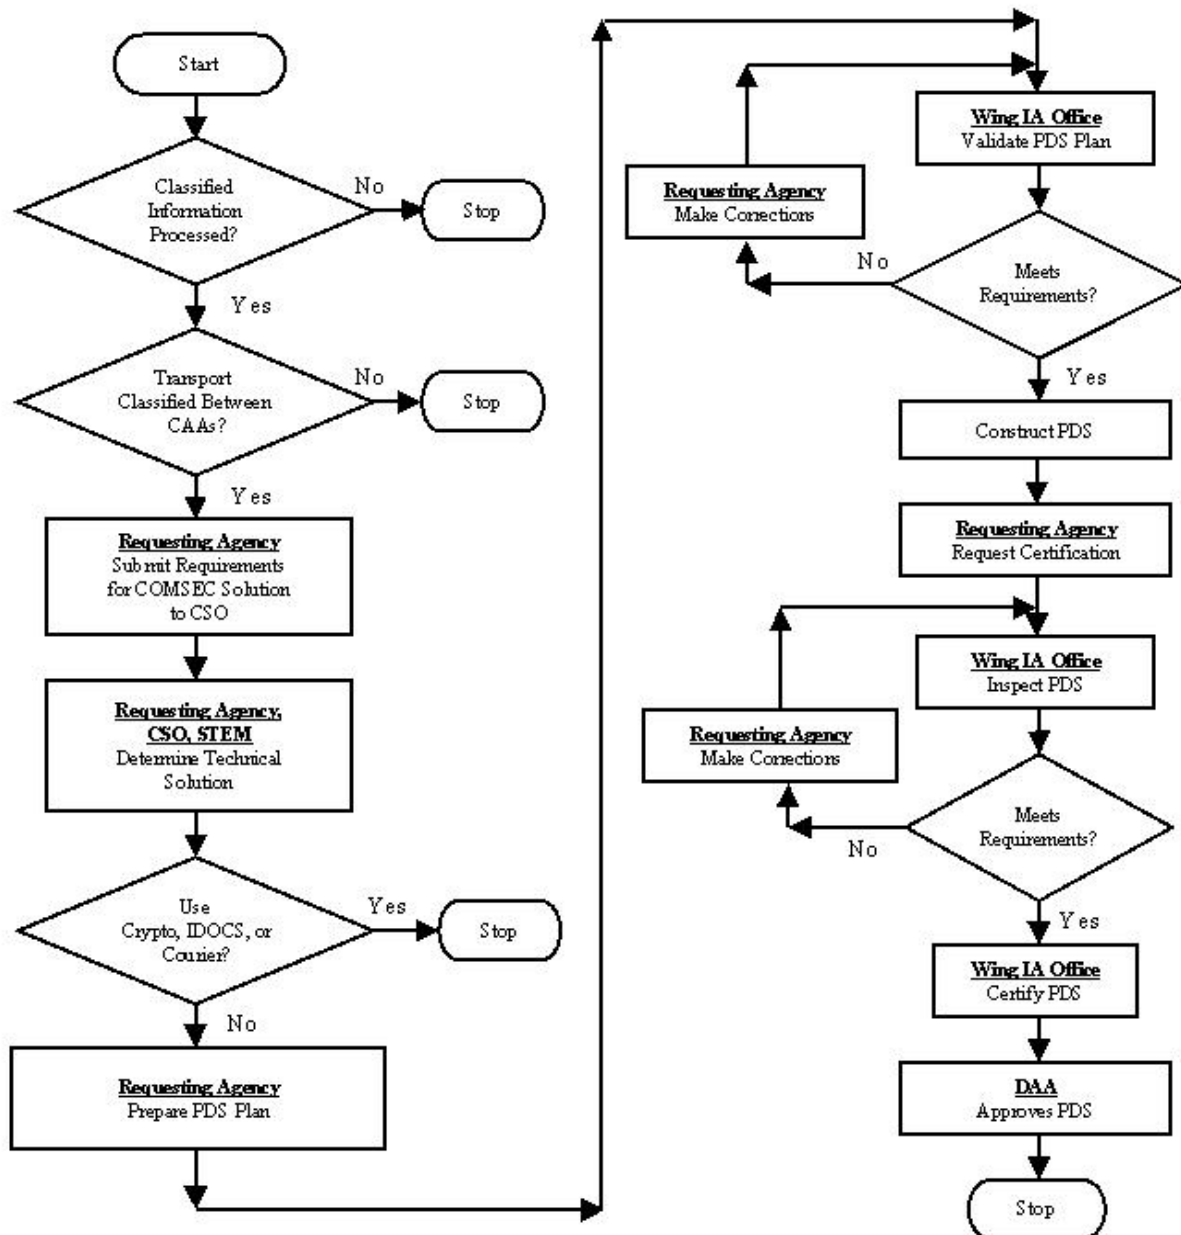 Start
Classified
Information
Processed?
No
Stop
Yes
Transport
Classified Between
CAAs?
No
Stop
Yes
Requesting Agency
Submit Requirements
for COMSEC Solution
to CSO
Requesting Agency,
CSO, STEM
Determine Technical
Solution
Use
Crypto, IDOCS, or
Courier?
Yes
Stop
No
Requesting Agency
Prepare PDS Plan
Wing IA Office
Validate PDS Plan
Requesting Agency
Make Corrections
No
Meets
Requirements?
Yes
Construct PDS
Requesting Agency
Request Certification
Wing IA Office
Inspect PDS
Requesting Agency
Make Corrections
No
Meets
Requirements?
Yes
Wing IA Office
Certify PDS
DAA
Approves PDS
Stop